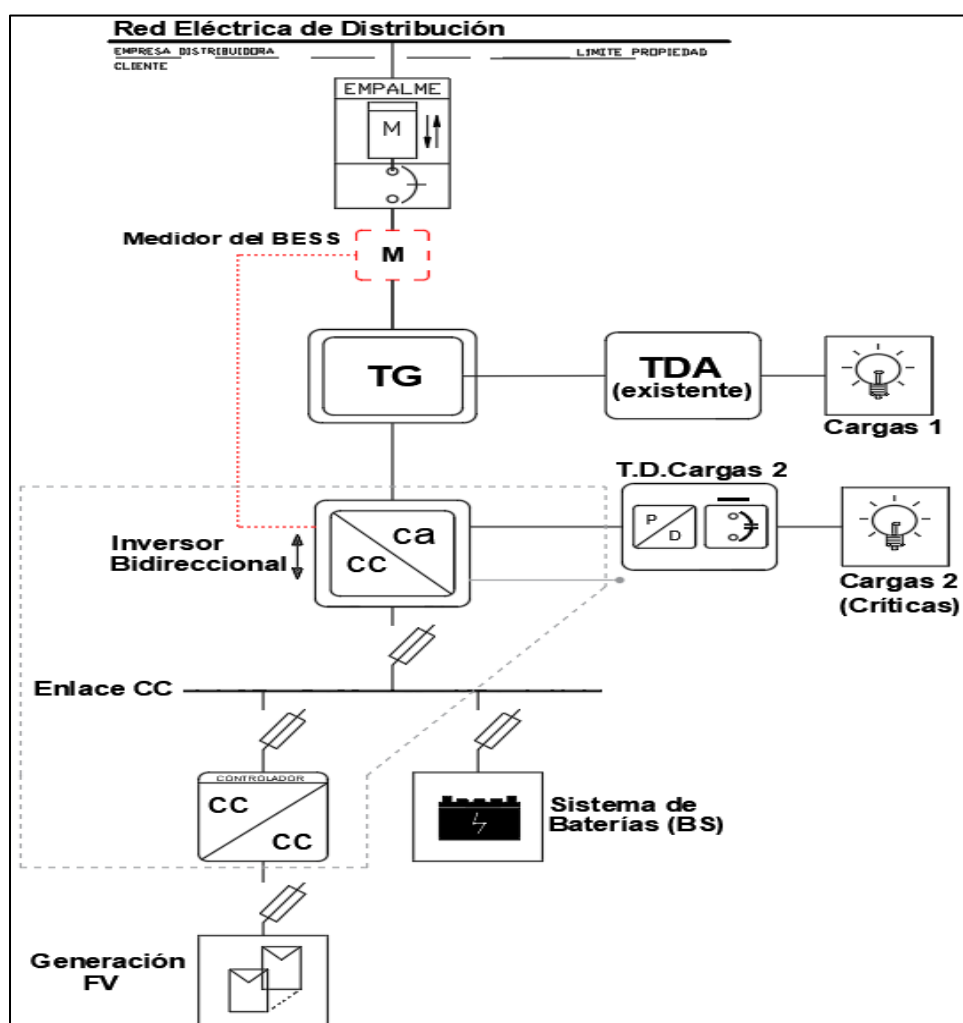 Red Eléctrica de Distribución
EMPRESA DISTRIBUIDORA
LIMITE PROPIEDAD
CLIENTE
EMPALME
M
Medidor del BESS
M
TG
TDA
(existente)
Cargas 1
T.D.Cargas 2
P
D
Inversor
Bidireccional
ca
CC
Cargas 2
(Críticas)
Enlace CC
CONTROLADOR
CC
CC
Sistema de
Baterías (BS)
Generación
FV